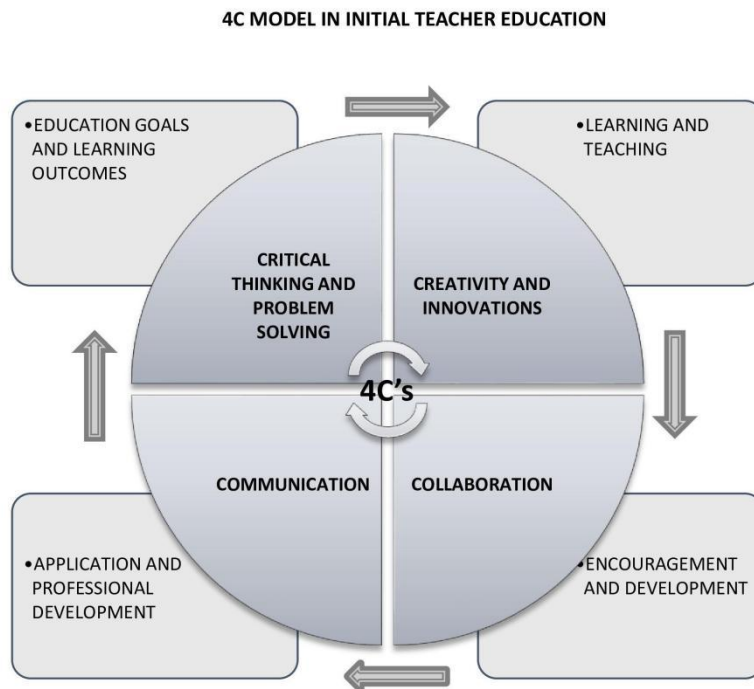 4C MODEL IN INITIAL TEACHER EDUCATION
•EDUCATION GOALS
AND LEARNING
OUTCOMES
•LEARNING AND
TEACHING
CRITICAL
THINKING AND
PROBLEM
SOLVING
CREATIVITY AND
INNOVATIONS
4C's
COMMUNICATION
COLLABORATION
•APPLICATION AND
PROFESSIONAL
DEVELOPMENT
•ENCOURAGEMENT
AND DEVELOPMENT